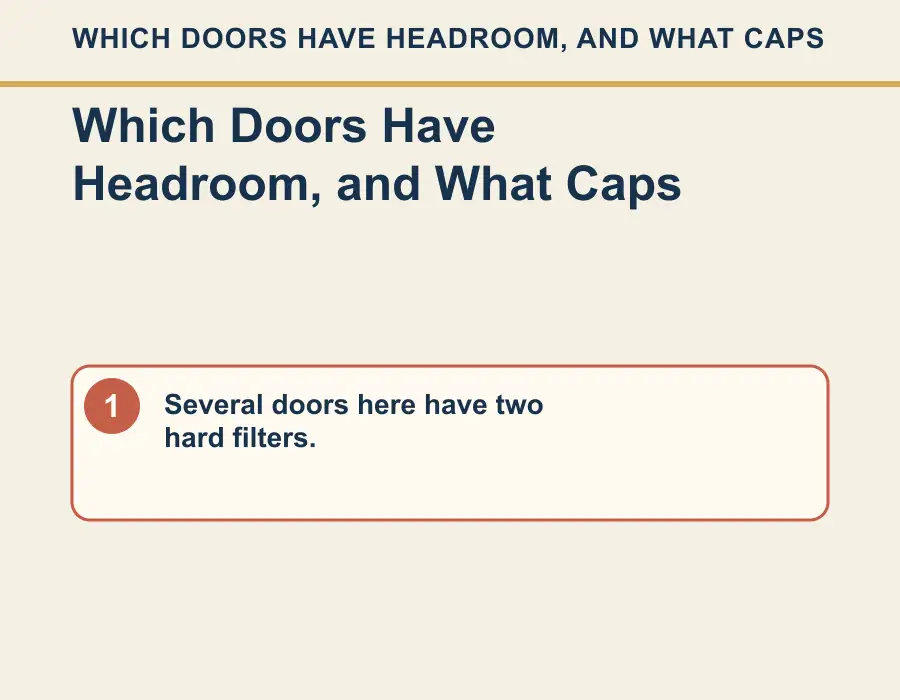 WHICH DOORS HAVE HEADROOM, AND WHAT CAPS
Which Doors Have
Headroom, and What Caps
1
Several doors here have two
hard filters.